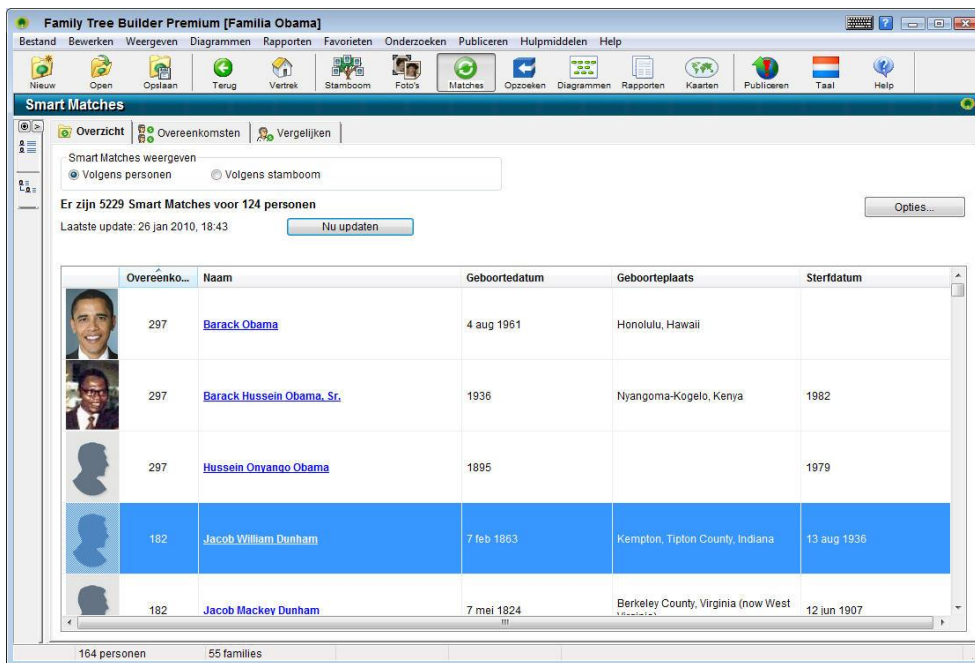 Family Tree Builder Premium [Familia Obama]
Bestand Bewerken Weergeven Diagrammen Rapporten Favorieten Onderzoeken Publiceren Hulpmiddelen Help
Nieuw Open Opslaan Terug Vertrek Stamboom Foto's Matches Opzoeken Diagrammen Rapporten Kaarten Publiceren Taal Help
Smart Matches
Overzicht Overeenkomsten Vergelijken
Smart Matches weergeven
Volgens personen Volgens stamboom
Er zijn 5229 Smart Matches voor 124 personen
Opties...
Laatste update: 26 jan 2010, 18:43 Nu updaten
Overeenko... Naam Geboortedatum Geboorteplaats Sterfdatum
297 Barack Obama 4 aug 1961 Honolulu, Hawaii
297 Barack Hussein Obama, Sr. 1936 Nyangoma-Kogelo, Kenya 1982
297 Hussein Onyango Obama 1895 1979
182 Jacob William Dunham 7 feb 1863 Kempton, Tipton County, Indiana 13 aug 1936
182 Jacob Mackey Dunham 7 mei 1824 Berkeley County, Virginia (now West 12 jun 1907
164 personen 55 families